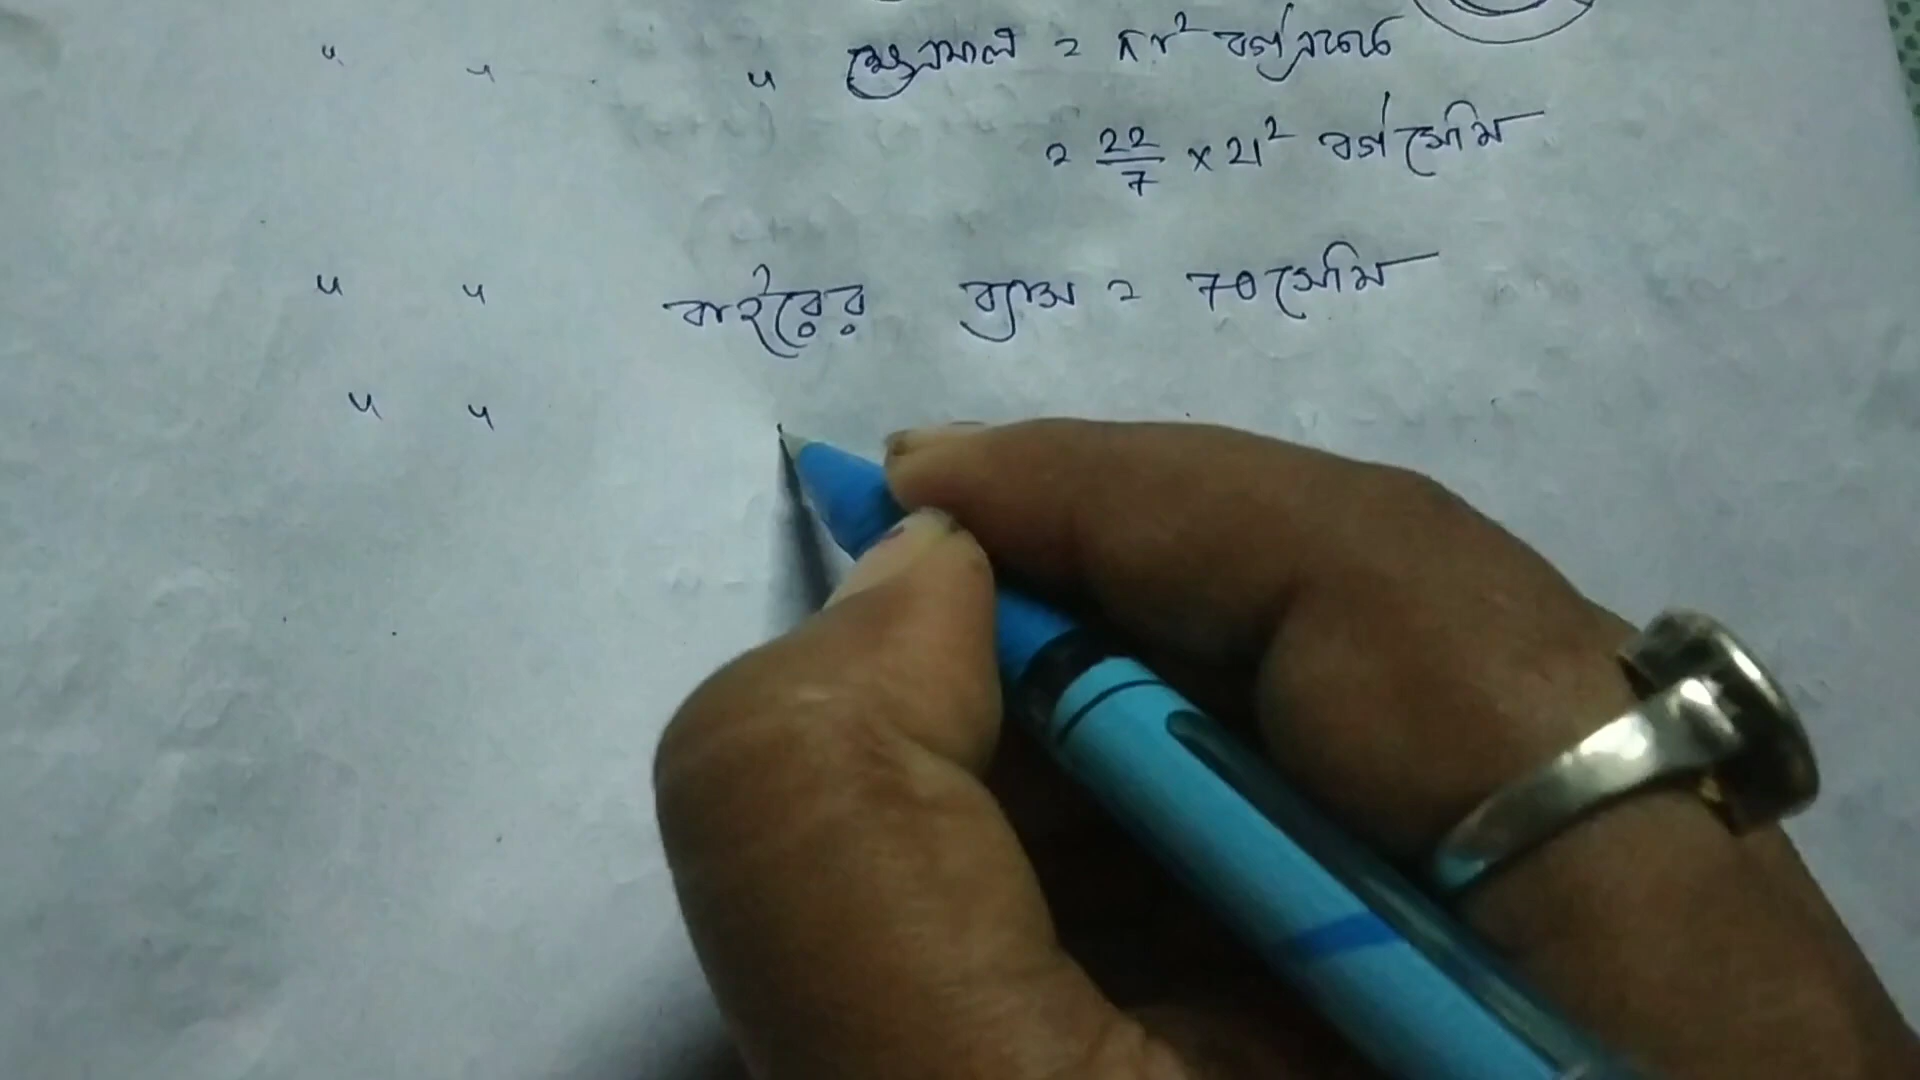 " " " ক্ষেত্রফল = πr² বর্গএকক
= 22/7 × 21² বর্গসেমি
" " বাইরের ব্যাস = 70 সেমি
" "